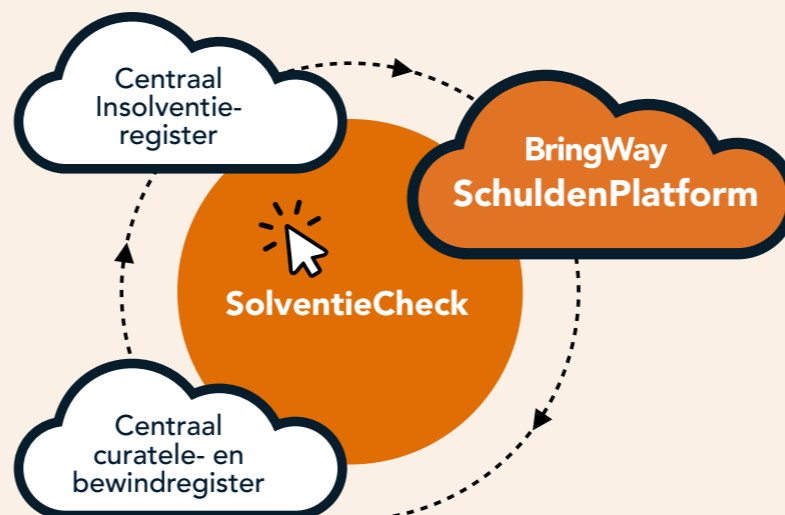 Centraal
Insolventie-
register
BringWay
SchuldenPlatform
SolventieCheck
Centraal
curatele- en
bewindregister